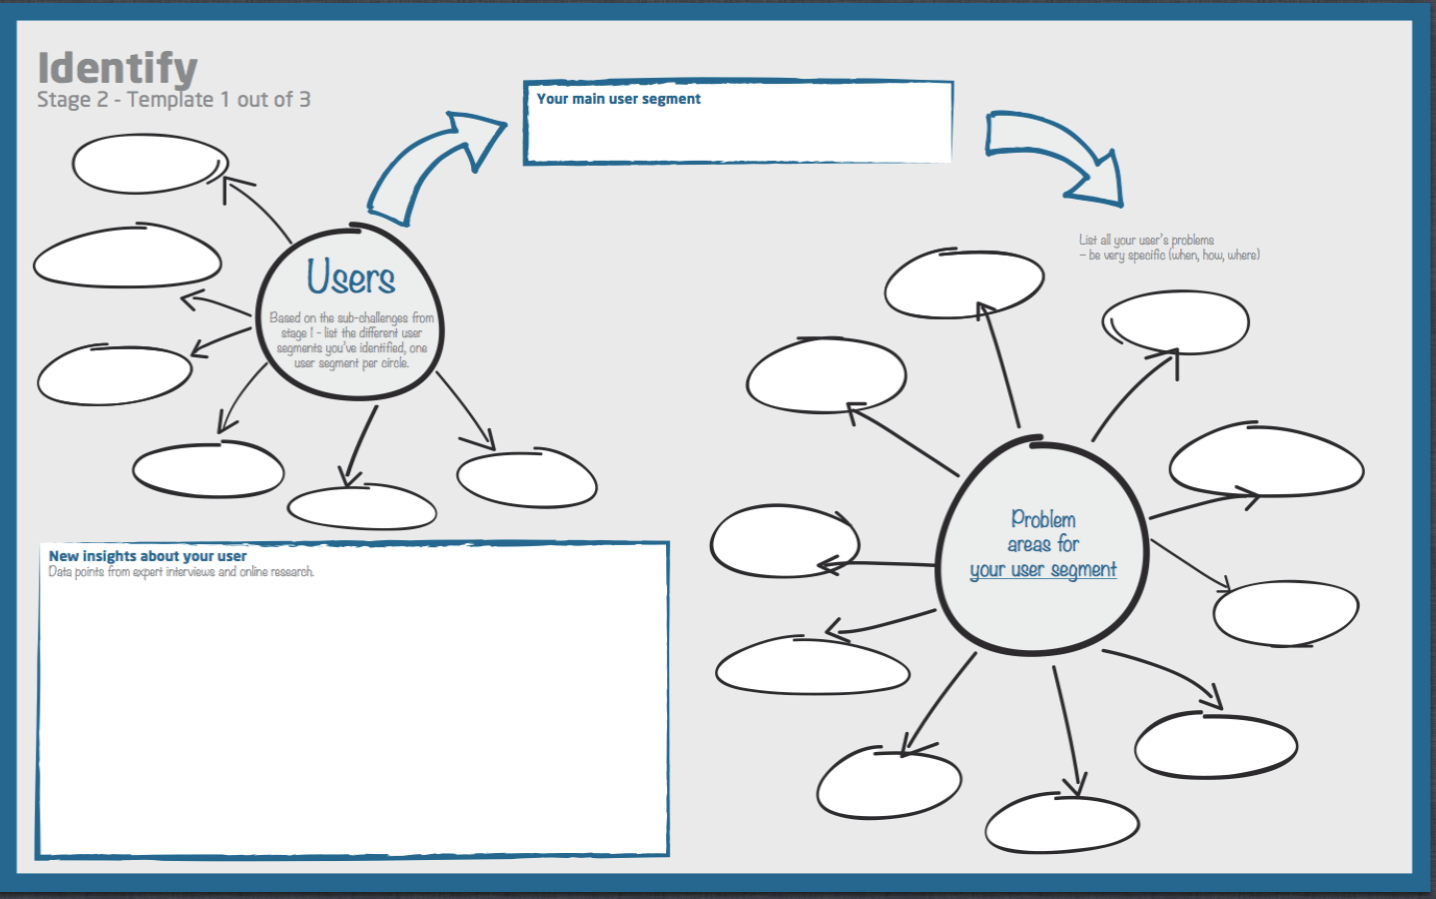 Identify
Stage 2 - Template 1 out of 3
Your main user segment
Users
Based on the sub-challenges from
stage 1 - list the different user
segments you've identified, one
user segment per circle.
List all your user's problems
– be very specific (when, how, where)
Problem
areas for
your user segment
New insights about your user
Data points from expert interviews and online research.